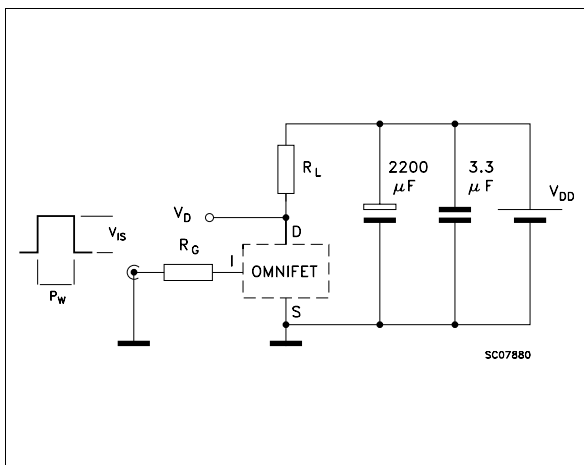 2200
μF
3.3
μF
R_L
V_DD
V_D
D
V_IS
R_G
I
OMNIFET
P_W
S
SC07880